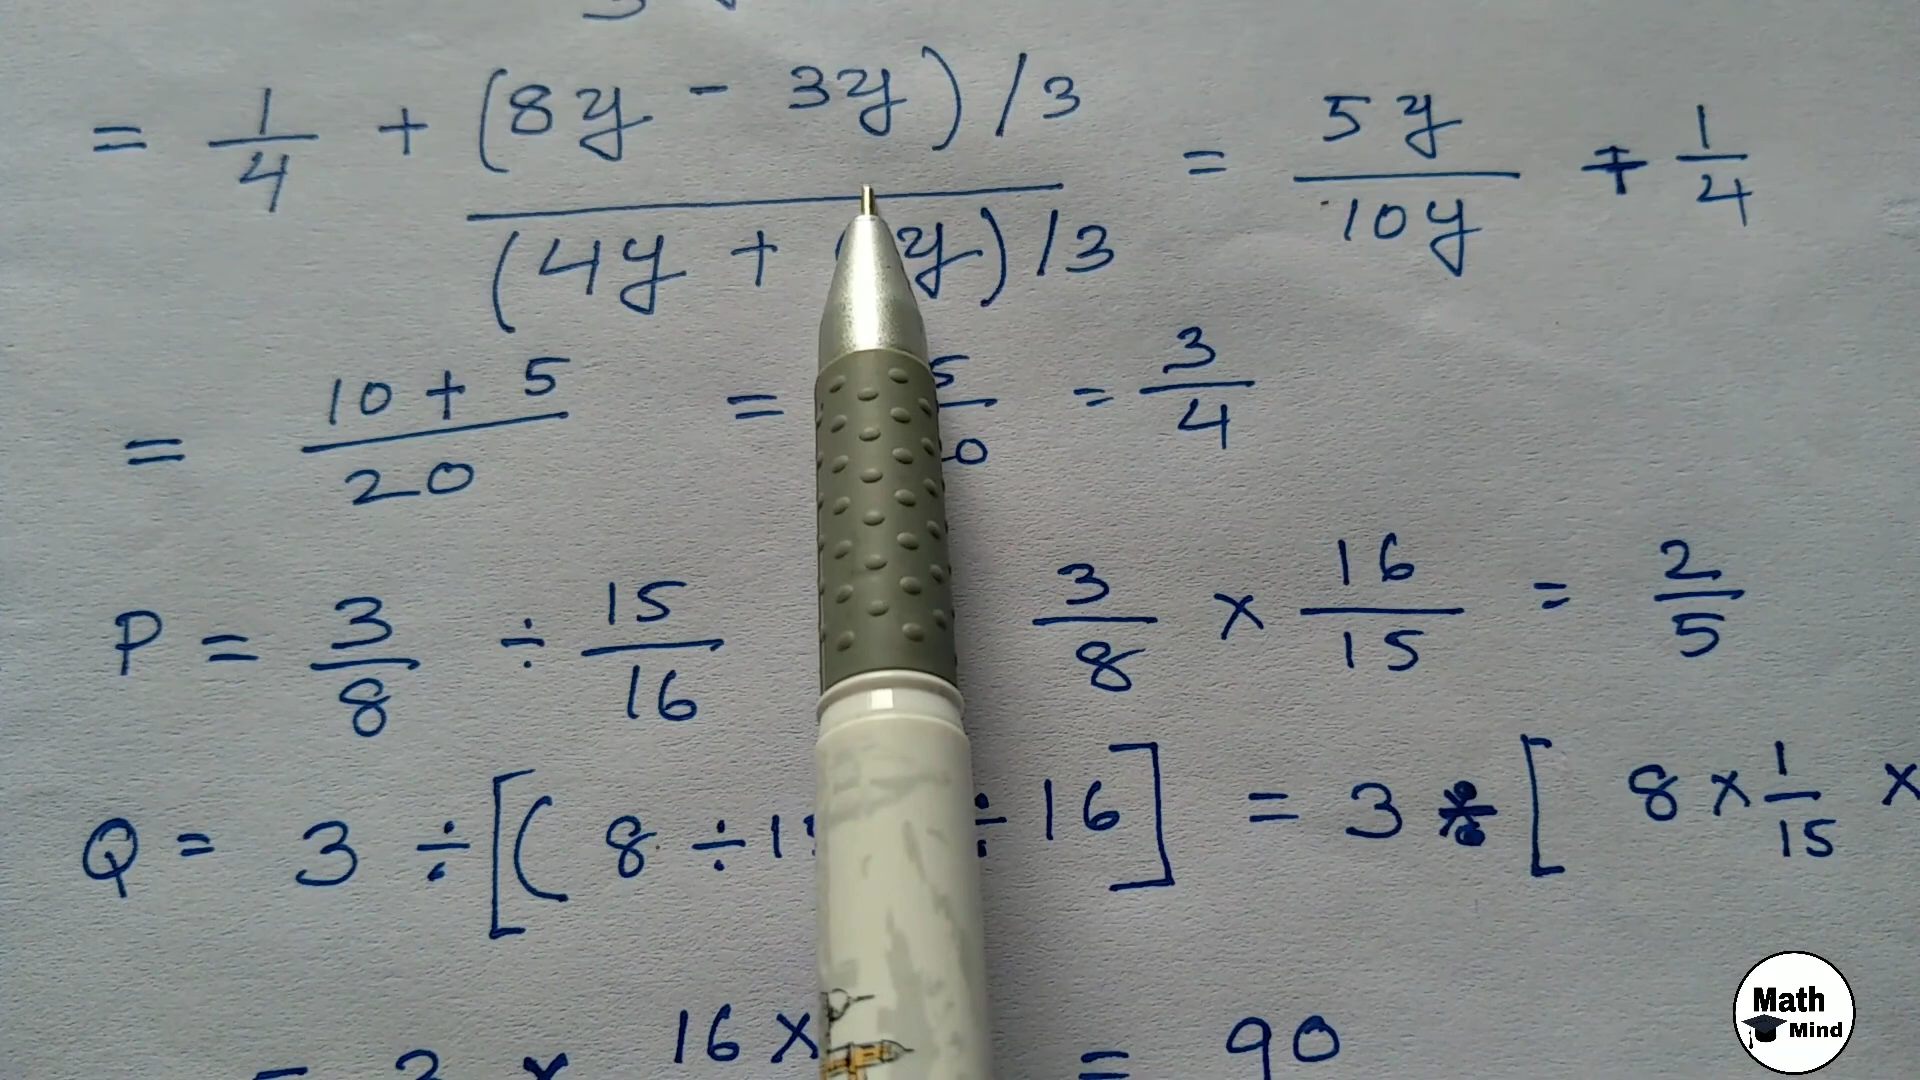 = 1/4 + (8y - 3y)/3 / (4y + y)/3 = 5y/10y + 1/4
= 10 + 5 / 20 = 5/0 = 3/4
P = 3/8 ÷ 15/16 3/8 × 16/15 = 2/5
Q = 3 ÷ [( 8 ÷ 1 ÷ 16 ] = 3 ÷ [ 8 × 1/15 ×
16 × = 90
Math Mind